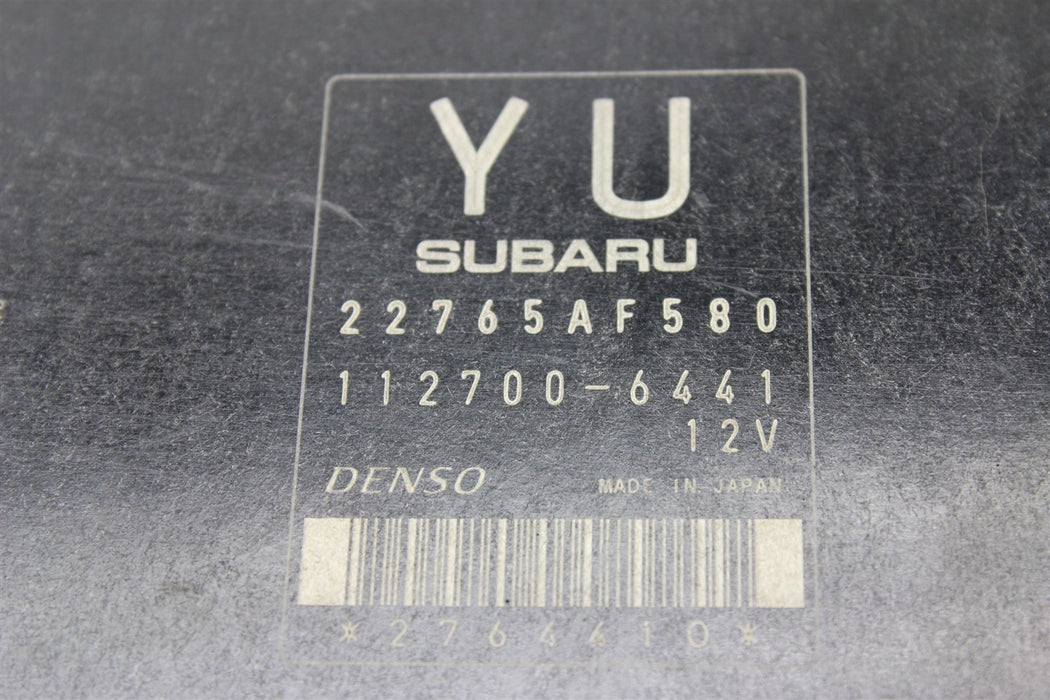 YU
SUBARU
22765AF580
112700-6441
12V
DENSO MADE IN JAPAN
*2764410*